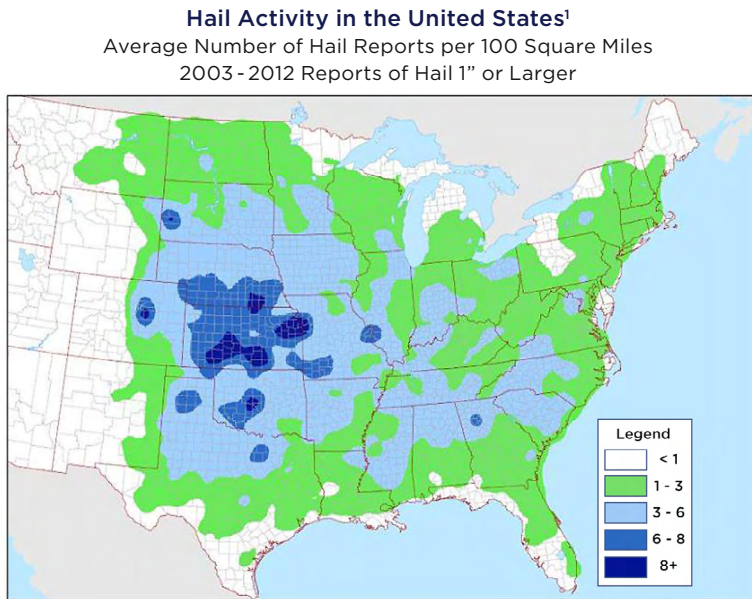 Hail Activity in the United States¹
Average Number of Hail Reports per 100 Square Miles
2003 - 2012 Reports of Hail 1” or Larger
Legend
< 1
1 - 3
3 - 6
6 - 8
8+